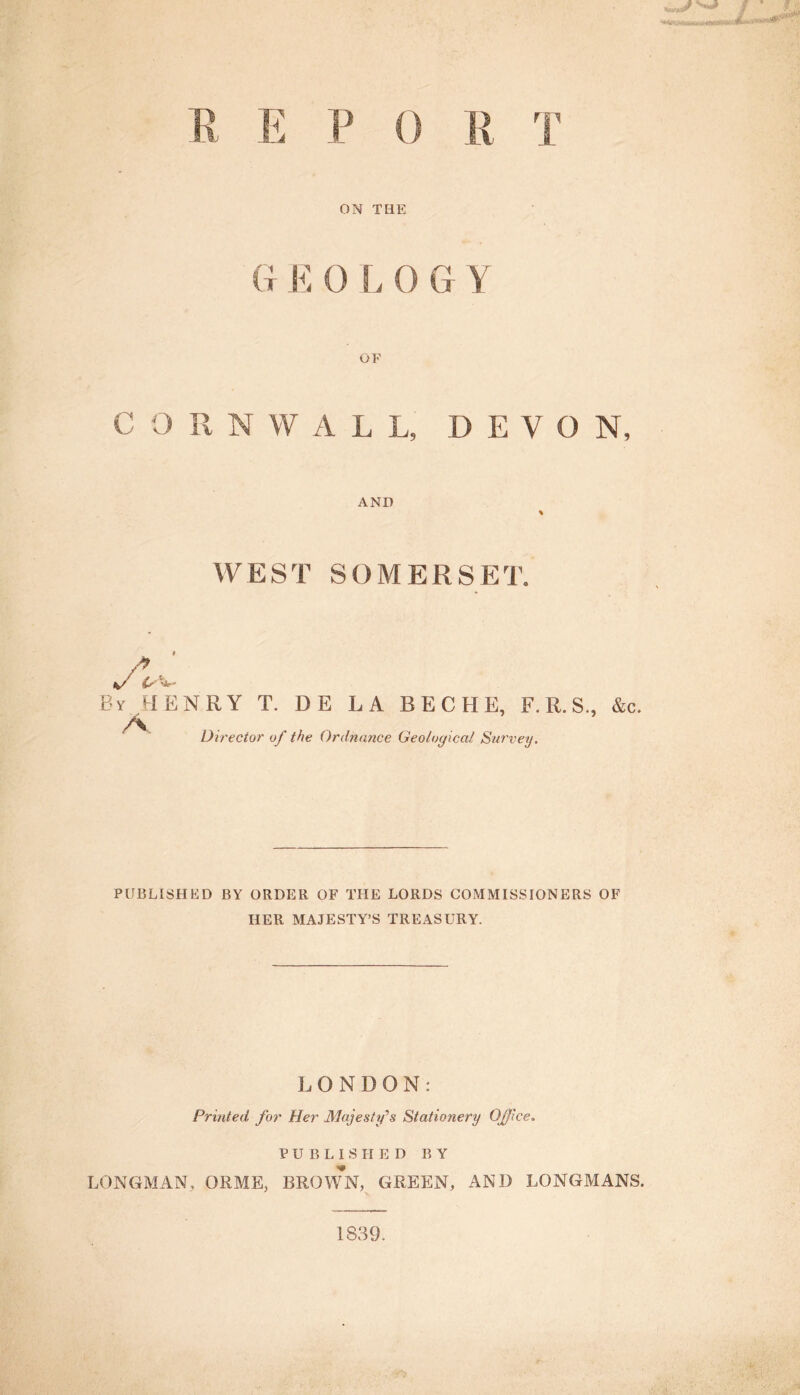 REPORT
ON THE
GEOLOGY
OF
CORNWALL, DEVON,
AND
WEST SOMERSET.
Sir
BY HENRY T. DE LA BECHE, F.R.S., &c.
Director of the Ordnance Geological Survey.
PUBLISHED BY ORDER OF THE LORDS COMMISSIONERS OF
HER MAJESTY'S TREASURY.
LONDON:
Printed for Her Majesty's Stationery Office.
PUBLISHED BY
LONGMAN, ORME, BROWN, GREEN, AND LONGMANS.
1839.